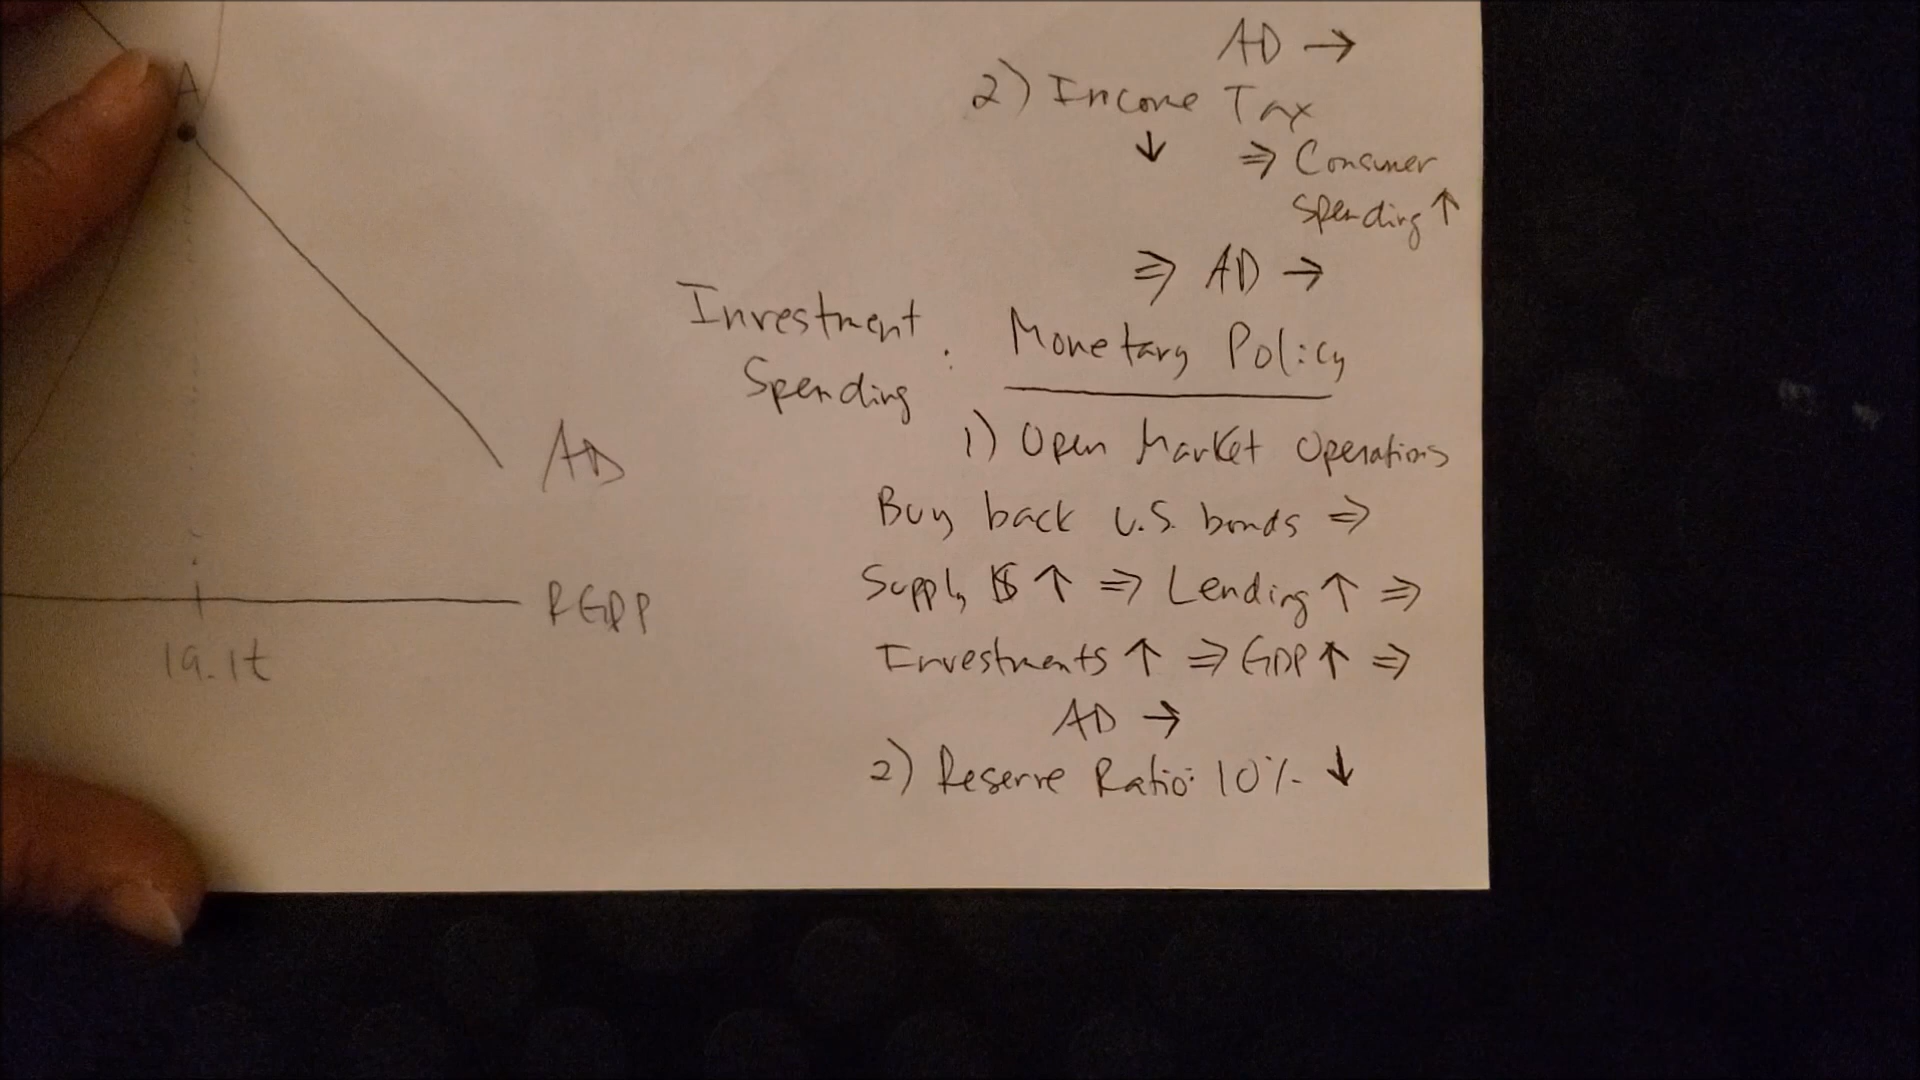 A
AD →
2) Income Tax
↓ ⇒ Consumer
spending ↑
⇒ AD →
Investment
Spending : Monetary Policy
1) Open Market Operations
Buy back U.S. bonds ⇒
Supply $ ↑ ⇒ Lending ↑ ⇒
Investments ↑ ⇒ GDP ↑ ⇒
AD →
2) Reserve Ratio: 10% ↓
AD
RGDP
19.1t